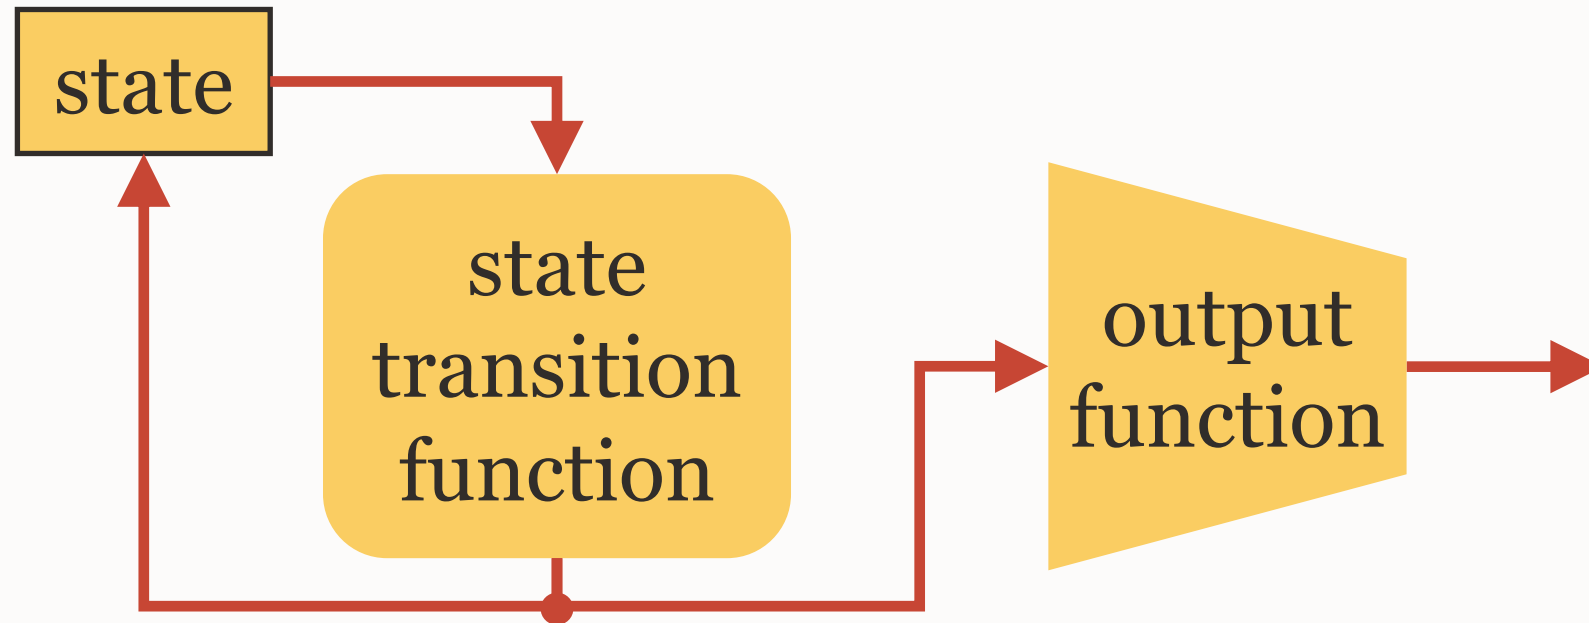 state
state
transition
function
output
function